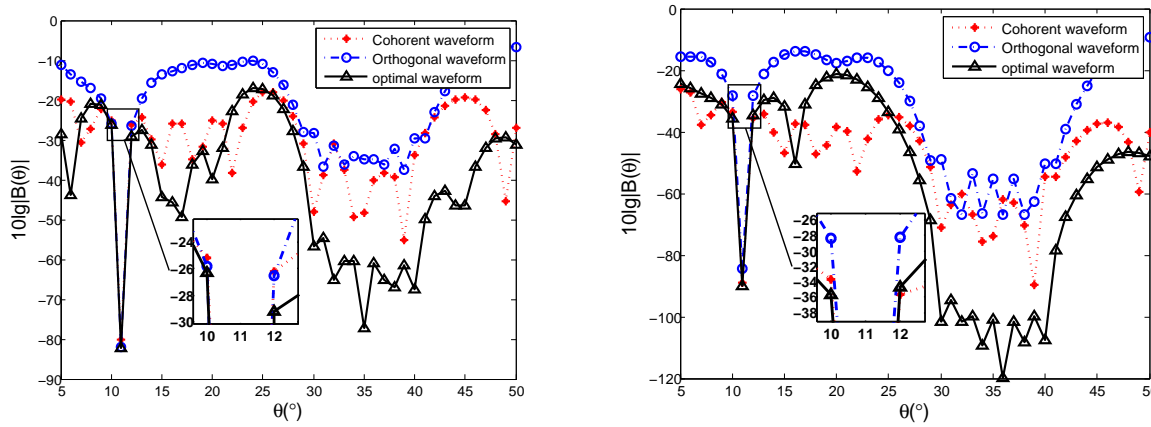 0
−10
−20
−30
−40
−50
−60
−70
−80
−90
5 10 15 20 25 30 35 40 45 50
θ(°)
10lg|B(θ)|
Cohorent waveform
Orthogonal waveform
optimal waveform
−24
−26
−28
−30
10 11 12
0
−20
−40
−60
−80
−100
−120
5 10 15 20 25 30 35 40 45 50
θ(°)
10lg|B(θ)|
Coherent waveform
Orthogonal waveform
optimal waveform
−26
−28
−30
−32
−34
−36
−38
10 11 12